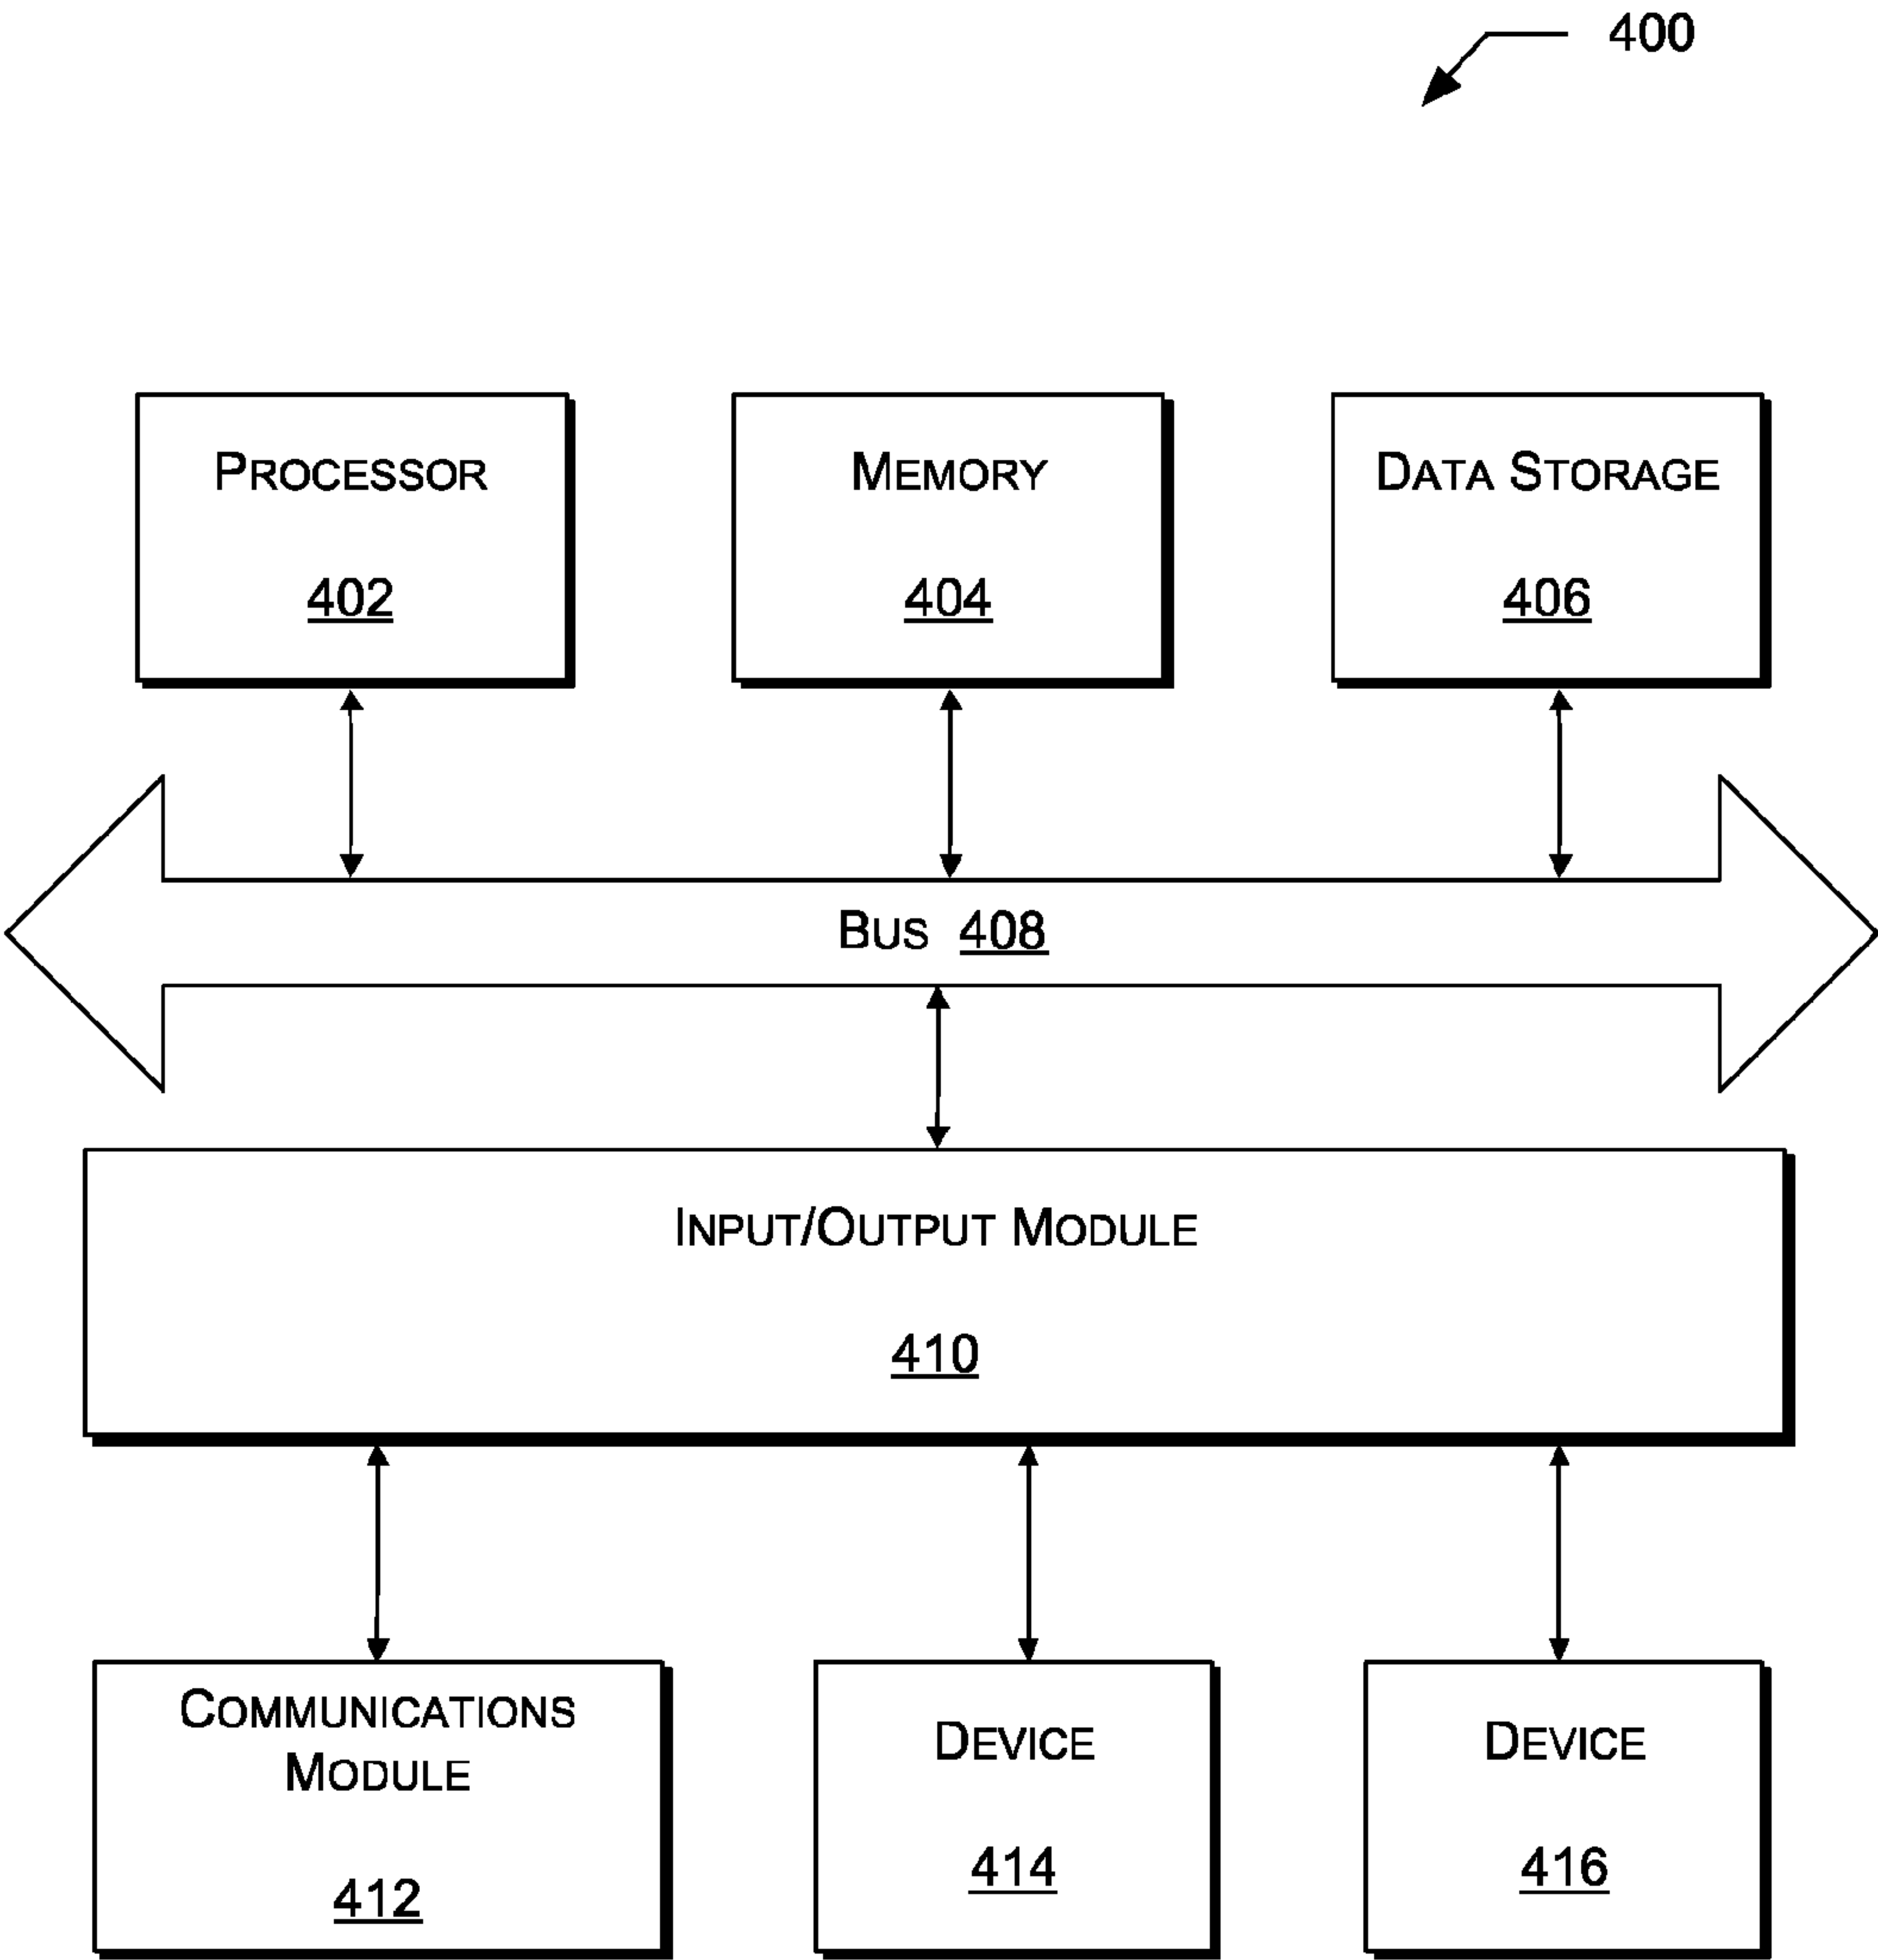 400
PROCESSOR
402
MEMORY
404
DATA STORAGE
406
BUS 408
INPUT/OUTPUT MODULE
410
COMMUNICATIONS
MODULE
412
DEVICE
414
DEVICE
416